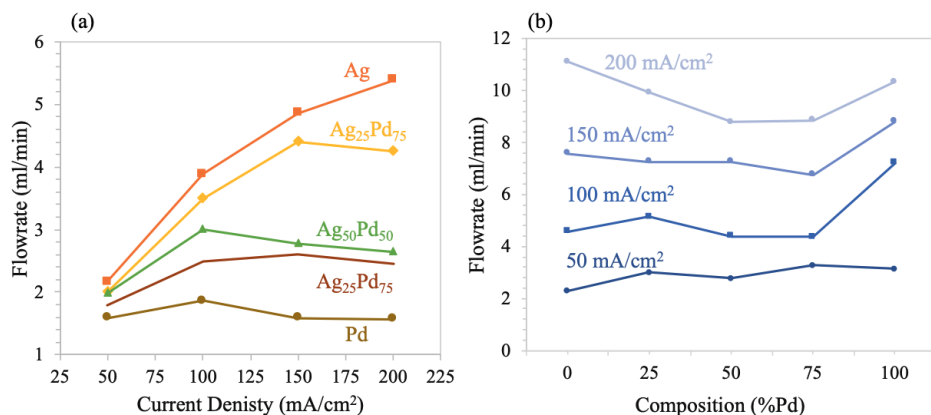 (a)
6
5
4
3
2
1
Flowrate (ml/min)
Ag
Ag₂₅Pd₇₅
Ag₅₀Pd₅₀
Ag₂₅Pd₇₅
Pd
25 50 75 100 125 150 175 200 225
Current Denisty (mA/cm²)
(b)
12
10
8
6
4
2
0
Flowrate (ml/min)
200 mA/cm²
150 mA/cm²
100 mA/cm²
50 mA/cm²
0 25 50 75 100
Composition (%Pd)